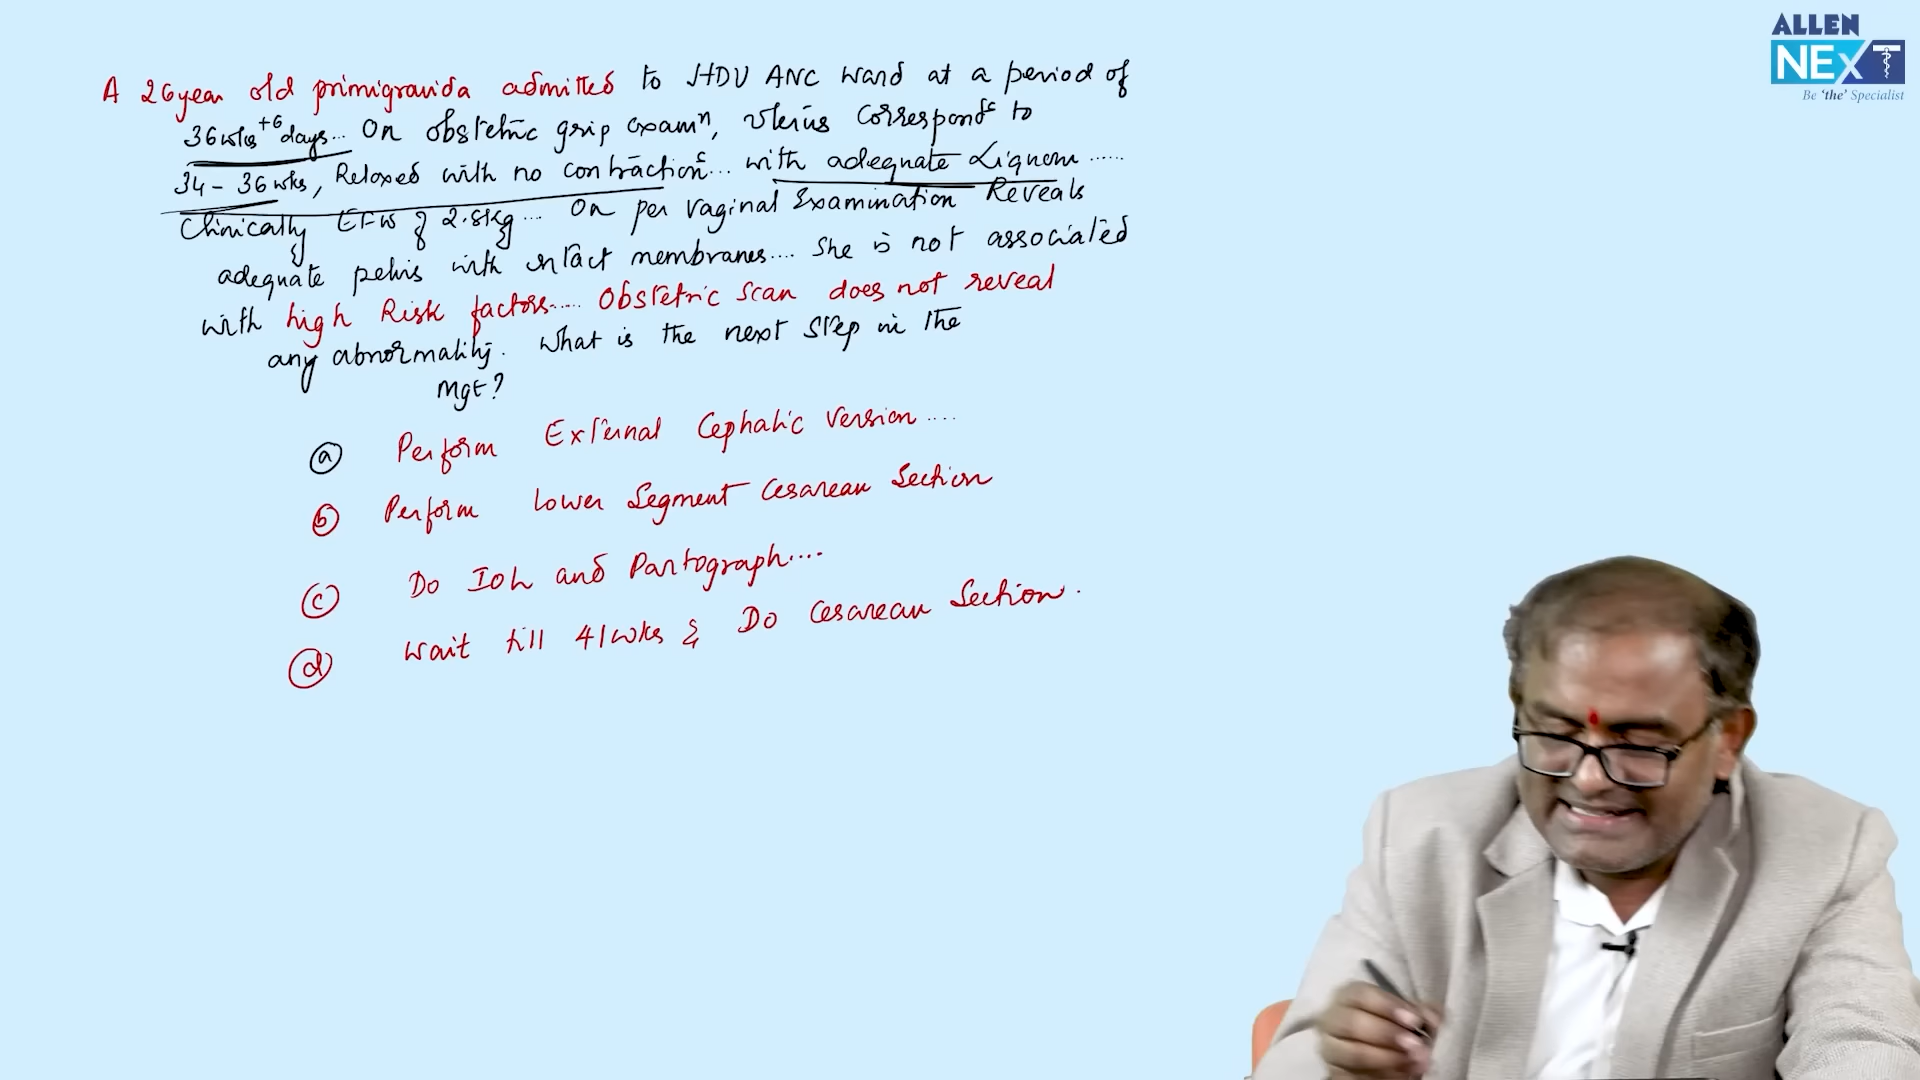 A 26year old primigravida admitted to HDU ANC ward at a period of
36wks +6 days... On obstetric grip examn, uterus corresponds to
34-36wks, Relaxed with no contractions... with adequate Liquor ......
Clinically EFW of 2.8kg... On per vaginal Examination Reveals
adequate pelvis with intact membranes.... She is not associated
with high Risk factors..... Obstetric scan does not reveal
any abnormality. What is the next step in the
Mgt?
(a) Perform External Cephalic Version ....
(b) Perform Lower Segment Cesarean Section
(c) Do IOL and Partograph....
(d) wait till 41wks & Do Cesarean Section.
ALLEN
NEXT
Be 'the' Specialist